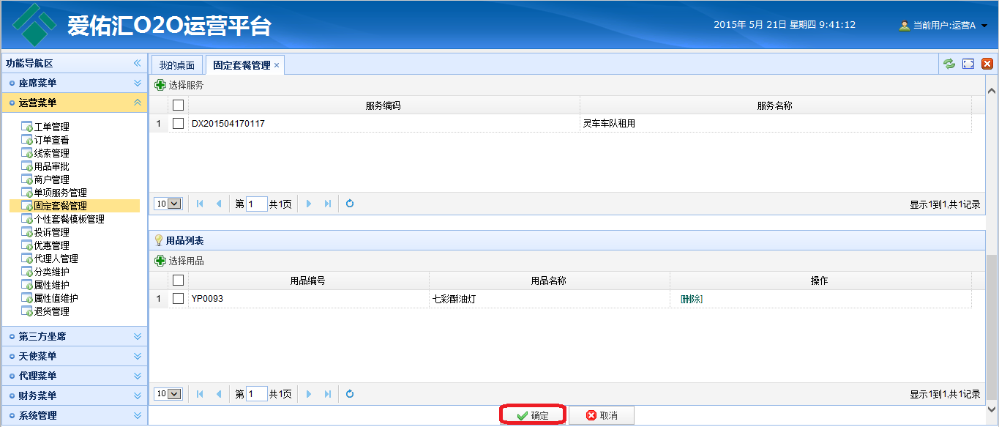 爱佑汇O2O运营平台
2015年 5月 21日 星期四 9:41:12
当前用户:运营A
功能导航区
座席菜单
运营菜单
工单管理
订单查看
线索管理
用品审批
商户管理
单项服务管理
固定套餐管理
个性套餐模板管理
投诉管理
优惠管理
代理人管理
分类维护
属性维护
属性值维护
退货管理
第三方坐席
天使菜单
代理菜单
财务菜单
系统管理
我的桌面 固定套餐管理 ×
选择服务
服务编码 服务名称
1 DX201504170117 灵车车队租用
10 第 1 共1页 显示1到1,共1记录
用品列表
选择用品
用品编号 用品名称 操作
1 YP0093 七彩酥油灯 [删除]
10 第 1 共1页 显示1到1,共1记录
确定 取消